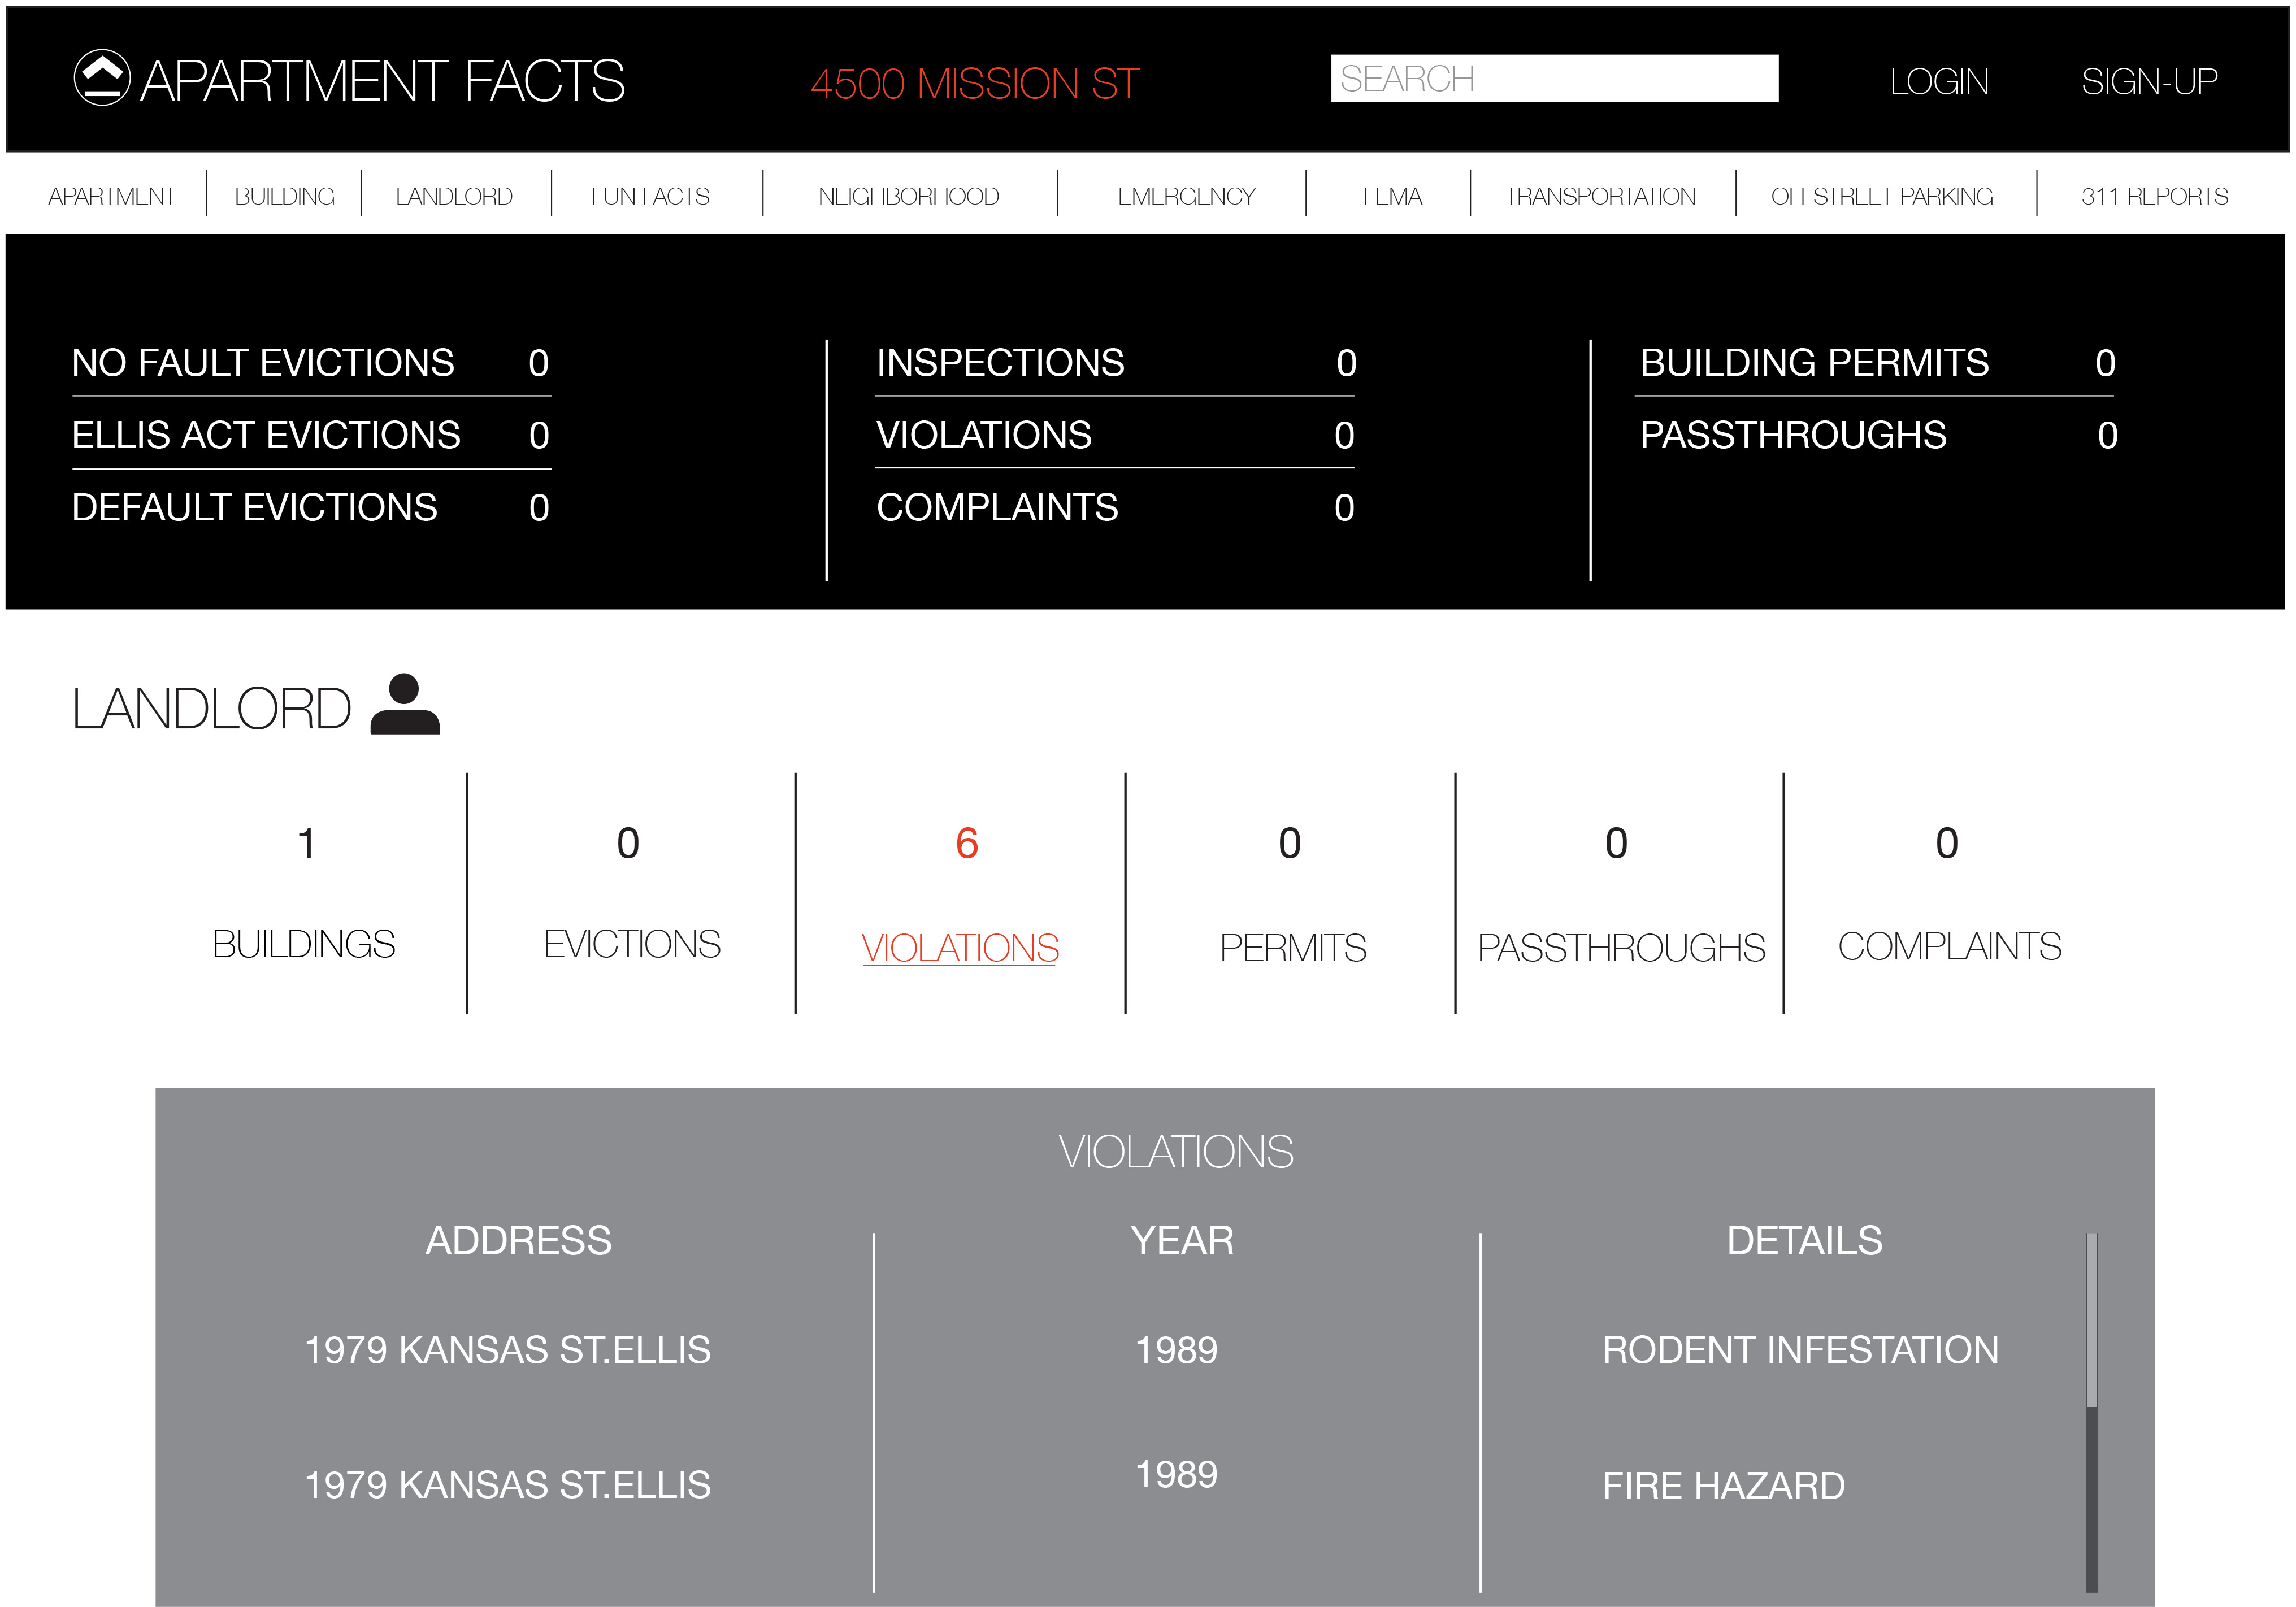 APARTMENT FACTS 4500 MISSION ST SEARCH LOGIN SIGN-UP
APARTMENT BUILDING LANDLORD FUN FACTS NEIGHBORHOOD EMERGENCY FEMA TRANSPORTATION OFFSTREET PARKING 311 REPORTS
NO FAULT EVICTIONS 0 INSPECTIONS 0 BUILDING PERMITS 0
ELLIS ACT EVICTIONS 0 VIOLATIONS 0 PASSTHROUGHS 0
DEFAULT EVICTIONS 0 COMPLAINTS 0
LANDLORD
1 0 6 0 0 0
BUILDINGS EVICTIONS VIOLATIONS PERMITS PASSTHROUGHS COMPLAINTS
VIOLATIONS
ADDRESS YEAR DETAILS
1979 KANSAS ST.ELLIS 1989 RODENT INFESTATION
1979 KANSAS ST.ELLIS 1989 FIRE HAZARD